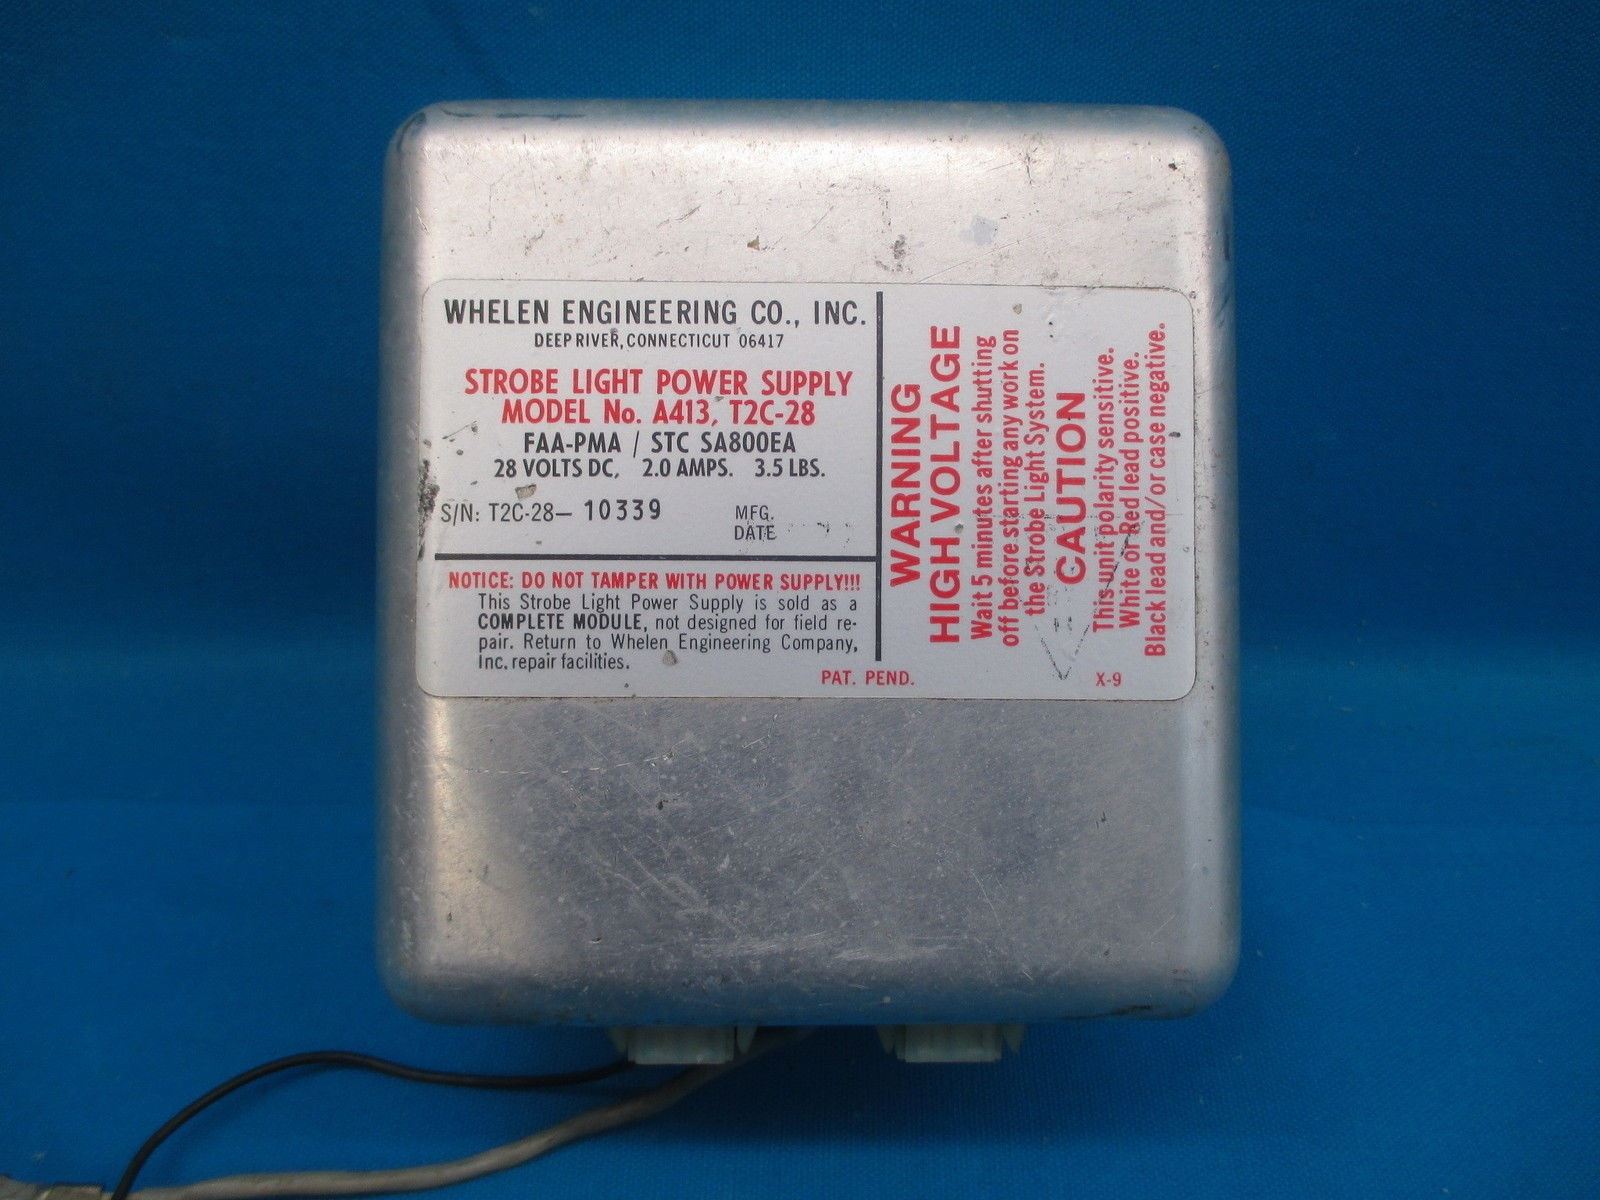 WHELEN ENGINEERING CO., INC.
DEEP RIVER, CONNECTICUT 06417
STROBE LIGHT POWER SUPPLY
MODEL No. A413, T2C-28
FAA-PMA / STC SA800EA
28 VOLTS DC, 2.0 AMPS. 3.5 LBS.
S/N: T2C-28— 10339
MFG.
DATE
NOTICE: DO NOT TAMPER WITH POWER SUPPLY!!!
This Strobe Light Power Supply is sold as a
COMPLETE MODULE, not designed for field re-
pair. Return to Whelen Engineering Company,
Inc. repair facilities.
PAT. PEND.
WARNING
HIGH VOLTAGE
Wait 5 minutes after shutting
off before starting any work on
the Strobe Light System.
CAUTION
This unit polarity sensitive.
White or Red lead positive.
Black lead and/or case negative.
X-9